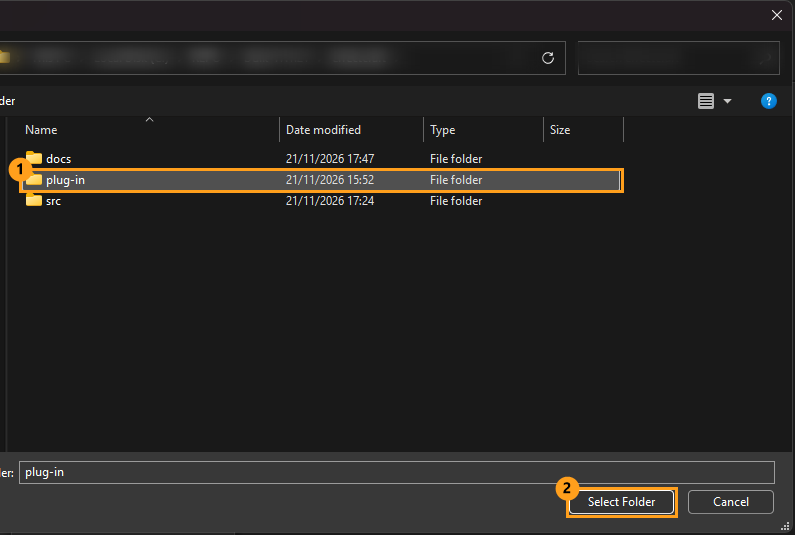 der
Name Date modified Type Size
docs 21/11/2026 17:47 File folder
1
plug-in 21/11/2026 15:52 File folder
src 21/11/2026 17:24 File folder
er: plug-in
2
Select Folder Cancel